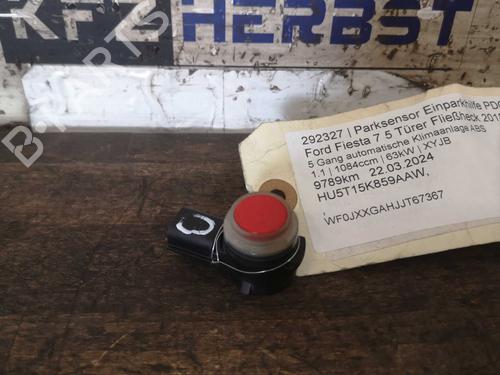 KFZ HERBST
292327 | Parksensor Einparkhilfe PD
Ford Fiesta 7 5 Türer Fließheck 201
5 Gang automatische Klimaanlage ABS
1.1 | 1084ccm | 63kW | XYJB
9789km 22.03.2024
HU5T15K859AAW,
,
WF0JXXGAHJJT67367